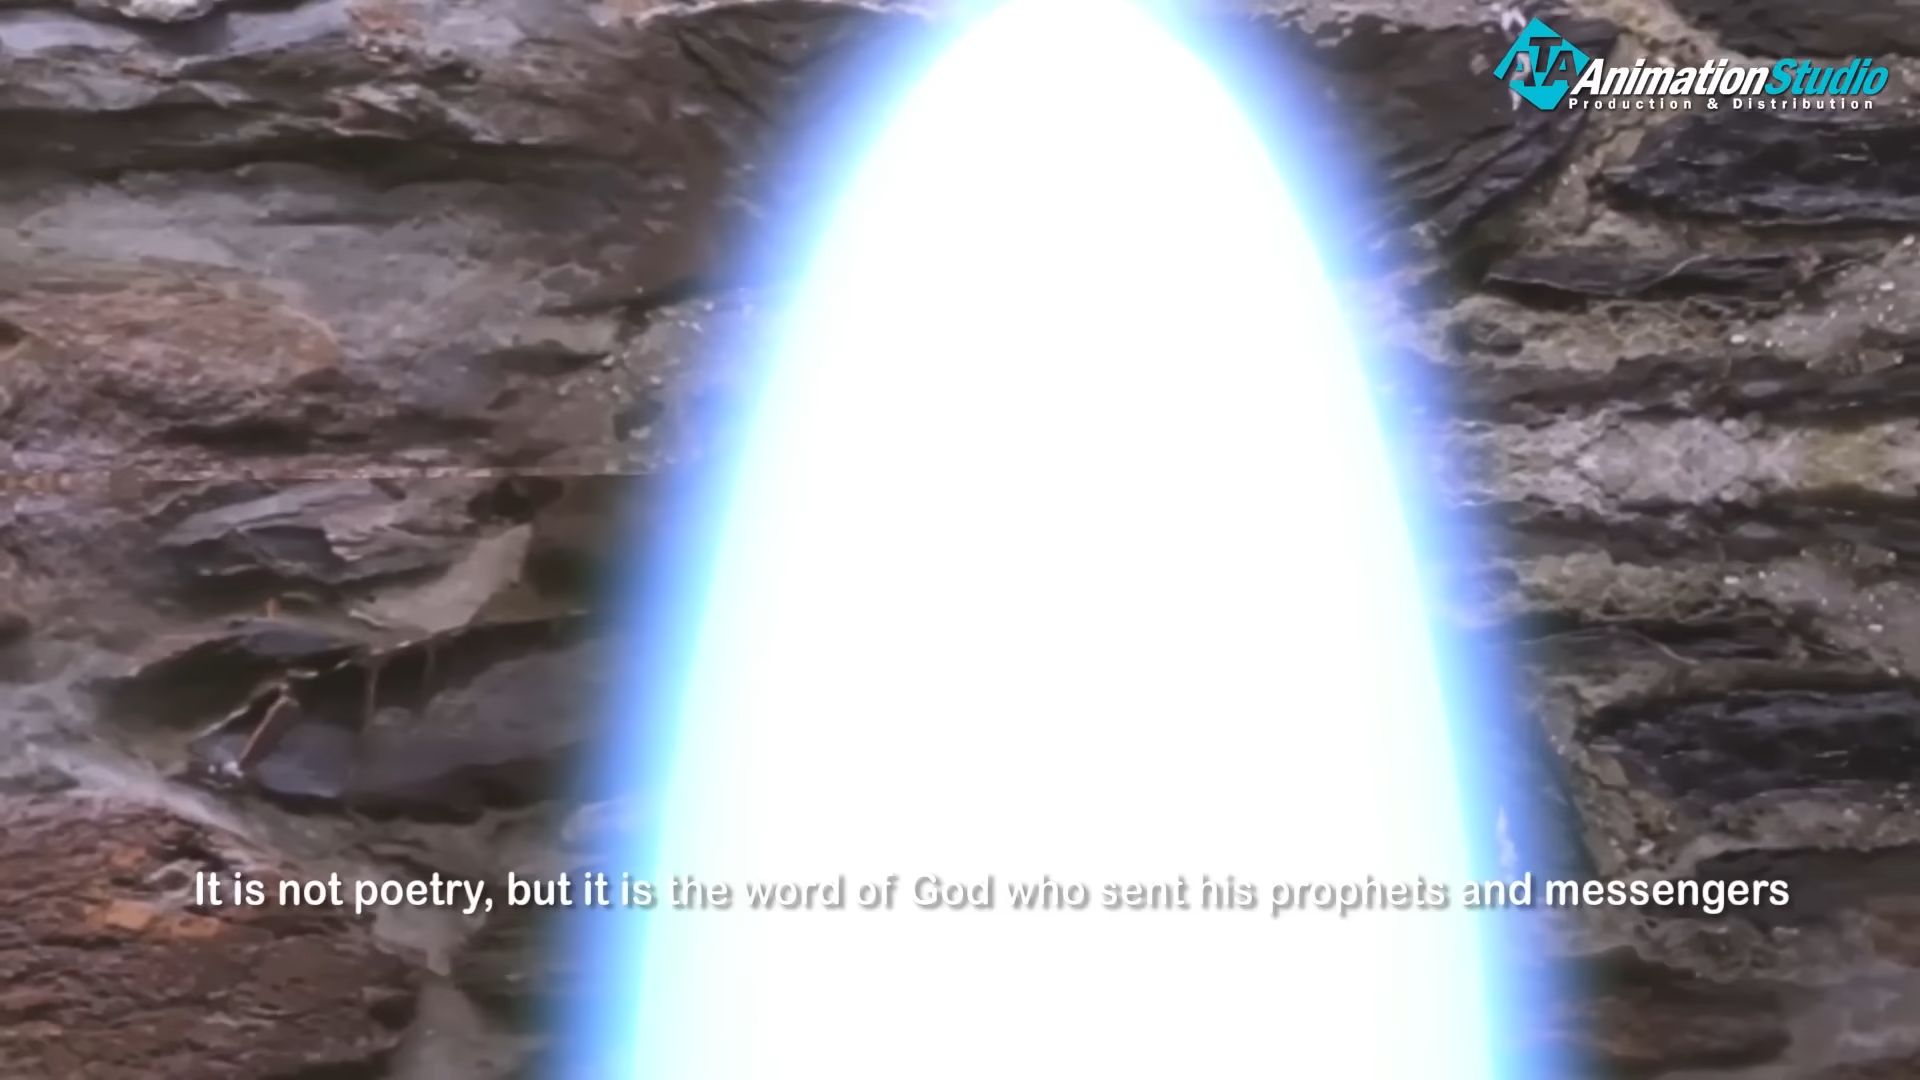 ATA AnimationStudio
Production & Distribution
It is not poetry, but it is the word of God who sent his prophets and messengers